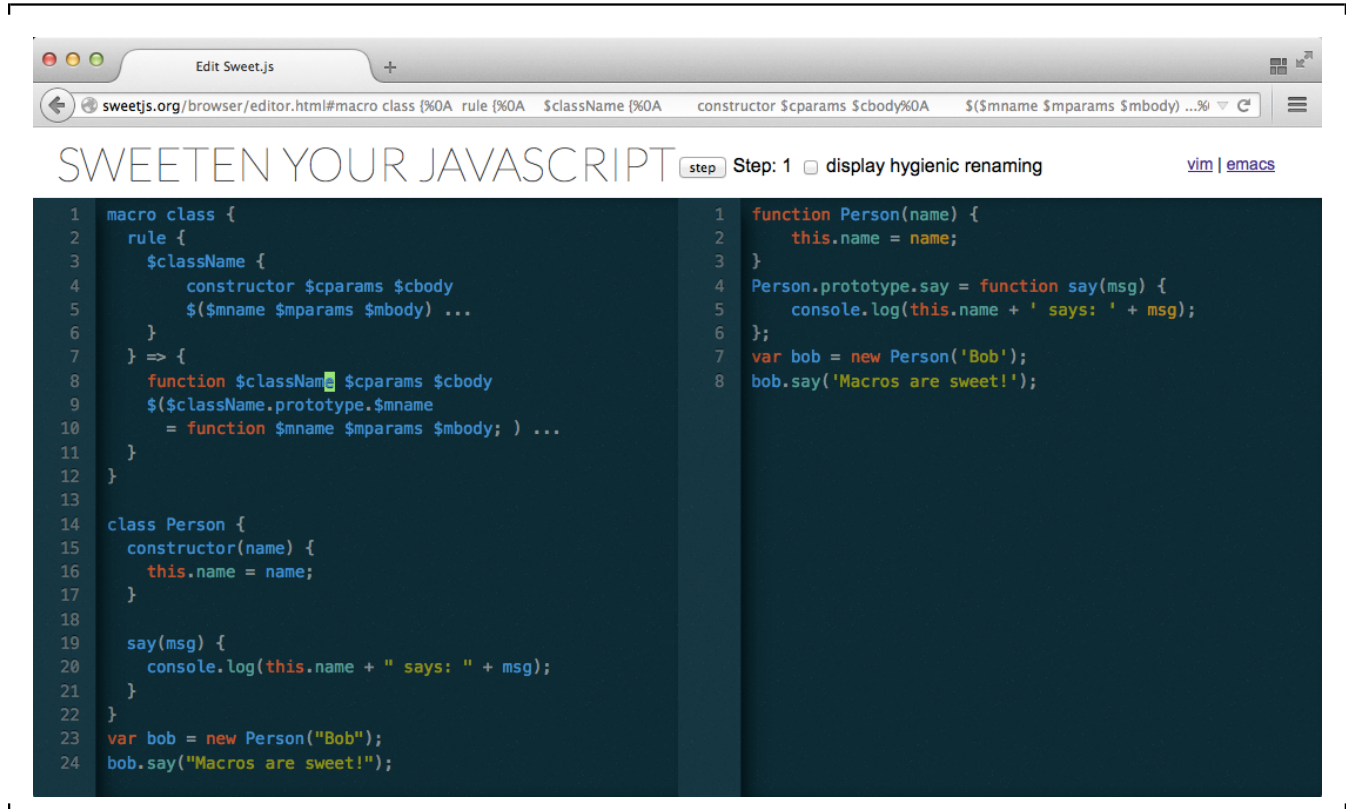 Edit Sweet.js
sweetjs.org/browser/editor.html#macro class {%0A  rule {%0A    $className {%0A        constructor $cparams $cbody%0A        $($mname $mparams $mbody) ...%
SWEETEN YOUR JAVASCRIPT step Step: 1 display hygienic renaming vim | emacs
1 macro class {
2   rule {
3     $className {
4         constructor $cparams $cbody
5         $($mname $mparams $mbody) ...
6     }
7   } => {
8     function $className $cparams $cbody
9     $($className.prototype.$mname
10       = function $mname $mparams $mbody; ) ...
11   }
12 }
13
14 class Person {
15   constructor(name) {
16     this.name = name;
17   }
18
19   say(msg) {
20     console.log(this.name + " says: " + msg);
21   }
22 }
23 var bob = new Person("Bob");
24 bob.say("Macros are sweet!");
1 function Person(name) {
2     this.name = name;
3 }
4 Person.prototype.say = function say(msg) {
5     console.log(this.name + ' says: ' + msg);
6 };
7 var bob = new Person('Bob');
8 bob.say('Macros are sweet!');